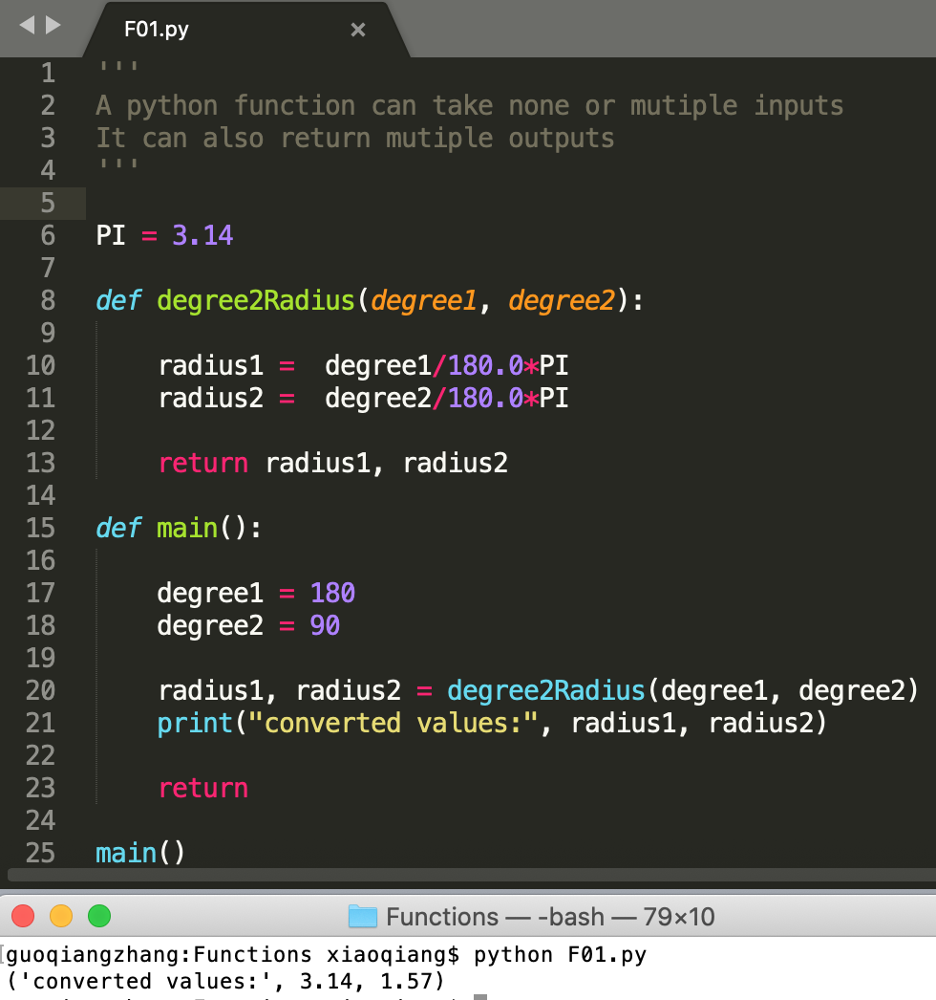 F01.py
1 '''
2 A python function can take none or mutiple inputs
3 It can also return mutiple outputs
4 '''
5
6 PI = 3.14
7
8 def degree2Radius(degree1, degree2):
9
10 radius1 =  degree1/180.0*PI
11 radius2 =  degree2/180.0*PI
12
13 return radius1, radius2
14
15 def main():
16
17 degree1 = 180
18 degree2 = 90
19
20 radius1, radius2 = degree2Radius(degree1, degree2)
21 print("converted values:", radius1, radius2)
22
23 return
24
25 main()
Functions — -bash — 79×10
[guoqiangzhang:Functions xiaoqiang$ python F01.py
('converted values:', 3.14, 1.57)